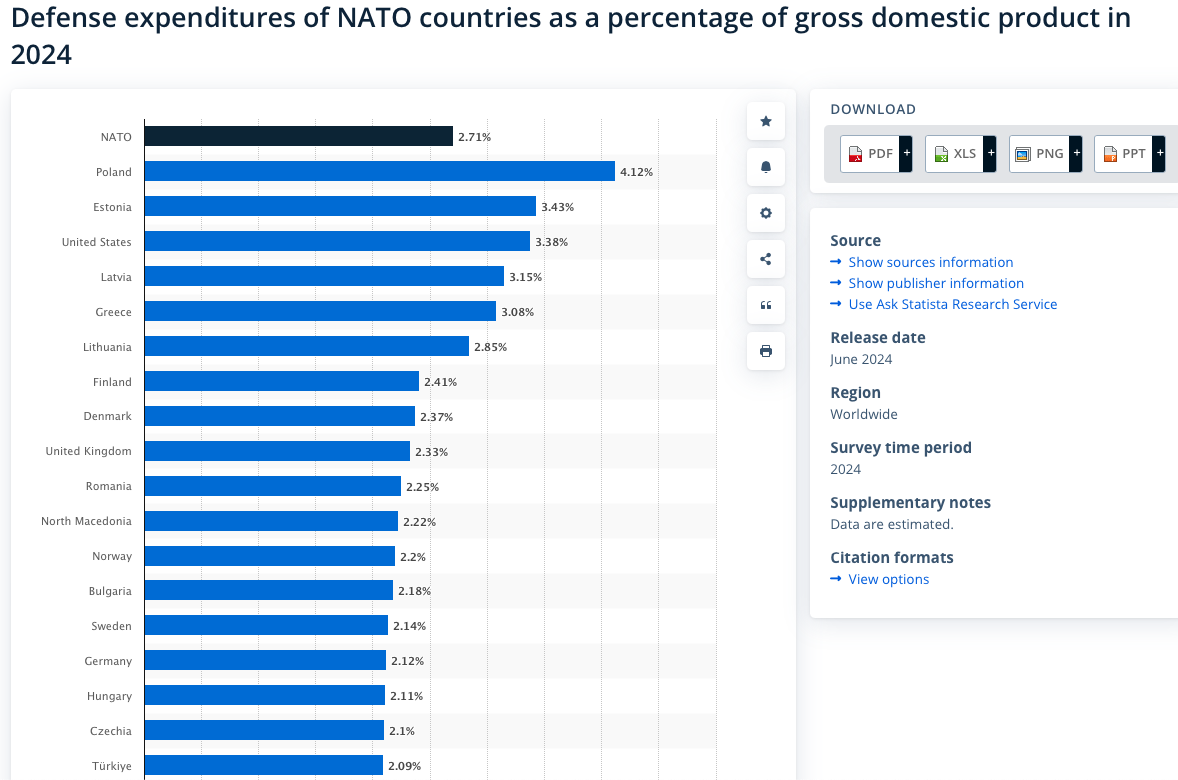 Defense expenditures of NATO countries as a percentage of gross domestic product in
2024
NATO 2.71%
Poland 4.12%
Estonia 3.43%
United States 3.38%
Latvia 3.15%
Greece 3.08%
Lithuania 2.85%
Finland 2.41%
Denmark 2.37%
United Kingdom 2.33%
Romania 2.25%
North Macedonia 2.22%
Norway 2.2%
Bulgaria 2.18%
Sweden 2.14%
Germany 2.12%
Hungary 2.11%
Czechia 2.1%
Türkiye 2.09%
DOWNLOAD
PDF + XLS + PNG + PPT +
Source
→ Show sources information
→ Show publisher information
→ Use Ask Statista Research Service
Release date
June 2024
Region
Worldwide
Survey time period
2024
Supplementary notes
Data are estimated.
Citation formats
→ View options